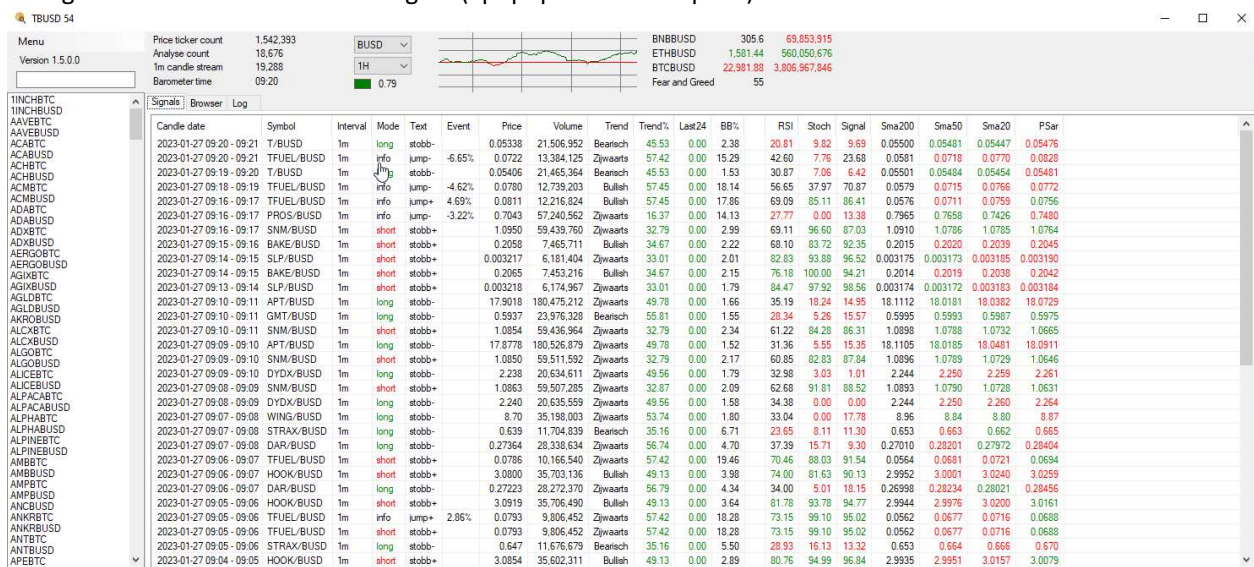 TBUSD 54
Menu
Version 1.5.0.0
Price ticker count 1,542,393
Analyse count 18,676
1m candle stream 19,288
Barometer time 09:20
BUSD
1H
0.79
BNBBUSD 305.6 69,853,915
ETHBUSD 1,581.44 560,050,676
BTCBUSD 22,981.88 3,806,967,846
Fear and Greed 55
1INCHBTC
1INCHBUSD
AAVEBTC
AAVEBUSD
ACABTC
ACABUSD
ACHBTC
ACHBUSD
ACMBTC
ACMBUSD
ADABTC
ADABUSD
ADXBTC
ADXBUSD
AERGOBTC
AERGOBUSD
AGIXBTC
AGIXBUSD
AGLDBTC
AGLDBUSD
AKROBUSD
ALCXBTC
ALCXBUSD
ALGOBTC
ALGOBUSD
ALICEBTC
ALICEBUSD
ALPACABTC
ALPACABUSD
ALPHABTC
ALPHABUSD
ALPINEBTC
ALPINEBUSD
AMBBTC
AMBBUSD
AMPBTC
AMPBUSD
ANCBUSD
ANKRBTC
ANKRBUSD
ANTBTC
ANTBUSD
APEBTC
Signals Browser Log
Candle date Symbol Interval Mode Text Event Price Volume Trend Trend% Last24 BB% RSI Stoch Signal Sma200 Sma50 Sma20 PSar
2023-01-27 09:20 - 09:21 T/BUSD 1m long stobb- 0.05338 21,506,952 Bearisch 45.53 0.00 2.38 20.81 9.82 9.69 0.05500 0.05481 0.05447 0.05476
2023-01-27 09:20 - 09:21 TFUEL/BUSD 1m info jump- -6.65% 0.0722 13,384,125 Zijwaarts 57.42 0.00 15.29 42.60 7.76 23.68 0.0581 0.0718 0.0770 0.0828
2023-01-27 09:19 - 09:20 T/BUSD 1m stobb- 0.05406 21,465,364 Bearisch 45.53 0.00 1.53 30.87 7.06 6.42 0.05501 0.05484 0.05454 0.05481
2023-01-27 09:18 - 09:19 TFUEL/BUSD 1m info jump- -4.62% 0.0780 12,739,203 Bullish 57.45 0.00 18.14 56.65 37.97 70.87 0.0579 0.0715 0.0766 0.0772
2023-01-27 09:16 - 09:17 TFUEL/BUSD 1m info jump+ 4.69% 0.0811 12,216,824 Bullish 57.45 0.00 17.86 69.09 85.11 86.41 0.0576 0.0711 0.0759 0.0756
2023-01-27 09:16 - 09:17 PROS/BUSD 1m info jump- -3.22% 0.7043 57,240,562 Zijwaarts 16.37 0.00 14.13 27.77 0.00 13.38 0.7965 0.7658 0.7426 0.7480
2023-01-27 09:16 - 09:17 SNM/BUSD 1m short stobb+ 1.0950 59,439,760 Zijwaarts 32.79 0.00 2.99 69.11 96.60 87.03 1.0910 1.0786 1.0785 1.0764
2023-01-27 09:15 - 09:16 BAKE/BUSD 1m short stobb+ 0.2058 7,465,711 Bullish 34.67 0.00 2.22 68.10 83.72 92.35 0.2015 0.2020 0.2039 0.2045
2023-01-27 09:14 - 09:15 SLP/BUSD 1m short stobb+ 0.003217 6,181,404 Zijwaarts 33.01 0.00 2.01 82.83 93.88 96.52 0.003175 0.003173 0.003185 0.003190
2023-01-27 09:14 - 09:15 BAKE/BUSD 1m short stobb+ 0.2065 7,453,216 Bullish 34.67 0.00 2.15 76.18 100.00 94.21 0.2014 0.2019 0.2038 0.2042
2023-01-27 09:13 - 09:14 SLP/BUSD 1m short stobb+ 0.003218 6,174,967 Zijwaarts 33.01 0.00 1.79 84.47 97.92 98.56 0.003174 0.003172 0.003183 0.003184
2023-01-27 09:10 - 09:11 APT/BUSD 1m long stobb- 17.9018 180,475,212 Zijwaarts 49.78 0.00 1.66 35.19 18.24 14.95 18.1112 18.0181 18.0382 18.0729
2023-01-27 09:10 - 09:11 GMT/BUSD 1m long stobb- 0.5937 23,976,328 Bearisch 55.81 0.00 1.55 28.34 5.26 15.57 0.5995 0.5993 0.5987 0.5975
2023-01-27 09:10 - 09:11 SNM/BUSD 1m short stobb+ 1.0854 59,436,964 Zijwaarts 32.79 0.00 2.34 61.22 84.28 86.31 1.0898 1.0788 1.0732 1.0665
2023-01-27 09:09 - 09:10 APT/BUSD 1m long stobb- 17.8778 180,526,879 Zijwaarts 49.78 0.00 1.52 31.36 5.55 15.35 18.1105 18.0185 18.0481 18.0911
2023-01-27 09:09 - 09:10 SNM/BUSD 1m short stobb+ 1.0850 59,511,592 Zijwaarts 32.79 0.00 2.17 60.85 82.83 87.84 1.0896 1.0789 1.0729 1.0646
2023-01-27 09:09 - 09:10 DYDX/BUSD 1m long stobb- 2.238 20,634,611 Zijwaarts 49.56 0.00 1.79 32.98 3.03 1.01 2.244 2.250 2.259 2.261
2023-01-27 09:08 - 09:09 SNM/BUSD 1m short stobb+ 1.0863 59,507,285 Zijwaarts 32.87 0.00 2.09 62.68 91.81 88.52 1.0893 1.0790 1.0728 1.0631
2023-01-27 09:08 - 09:09 DYDX/BUSD 1m long stobb- 2.240 20,635,559 Zijwaarts 49.56 0.00 1.58 34.38 0.00 0.00 2.244 2.250 2.260 2.264
2023-01-27 09:07 - 09:08 WING/BUSD 1m long stobb- 8.70 35,198,003 Zijwaarts 53.74 0.00 1.80 33.04 0.00 17.78 8.96 8.84 8.80 8.87
2023-01-27 09:07 - 09:08 STRAX/BUSD 1m long stobb- 0.639 11,704,839 Bearisch 35.16 0.00 6.71 23.65 8.11 11.30 0.653 0.663 0.662 0.665
2023-01-27 09:07 - 09:08 DAR/BUSD 1m long stobb- 0.27364 28,338,634 Zijwaarts 56.74 0.00 4.70 37.39 15.71 9.30 0.27010 0.28201 0.27972 0.28404
2023-01-27 09:06 - 09:07 TFUEL/BUSD 1m short stobb+ 0.0786 10,166,540 Zijwaarts 57.42 0.00 19.46 70.46 88.03 91.54 0.0564 0.0681 0.0721 0.0694
2023-01-27 09:06 - 09:07 HOOK/BUSD 1m short stobb+ 3.0800 35,703,136 Bullish 49.13 0.00 3.98 74.00 81.63 90.13 2.9952 3.0001 3.0240 3.0259
2023-01-27 09:06 - 09:07 DAR/BUSD 1m long stobb- 0.27223 28,272,370 Zijwaarts 56.79 0.00 4.34 34.00 5.01 18.15 0.26998 0.28234 0.28021 0.28456
2023-01-27 09:05 - 09:06 HOOK/BUSD 1m short stobb+ 3.0919 35,706,490 Bullish 49.13 0.00 3.64 81.78 93.78 94.77 2.9944 2.9976 3.0200 3.0161
2023-01-27 09:05 - 09:06 TFUEL/BUSD 1m info jump+ 2.86% 0.0793 9,806,452 Zijwaarts 57.42 0.00 18.28 73.15 99.10 95.02 0.0562 0.0677 0.0716 0.0688
2023-01-27 09:05 - 09:06 TFUEL/BUSD 1m short stobb+ 0.0793 9,806,452 Zijwaarts 57.42 0.00 18.28 73.15 99.10 95.02 0.0562 0.0677 0.0716 0.0688
2023-01-27 09:05 - 09:06 STRAX/BUSD 1m long stobb- 0.647 11,676,679 Bearisch 35.16 0.00 5.50 28.93 16.13 13.32 0.653 0.664 0.666 0.670
2023-01-27 09:04 - 09:05 HOOK/BUSD 1m short stobb+ 3.0854 35,602,311 Bullish 49.13 0.00 2.89 80.76 94.99 96.84 2.9935 2.9951 3.0157 3.0079